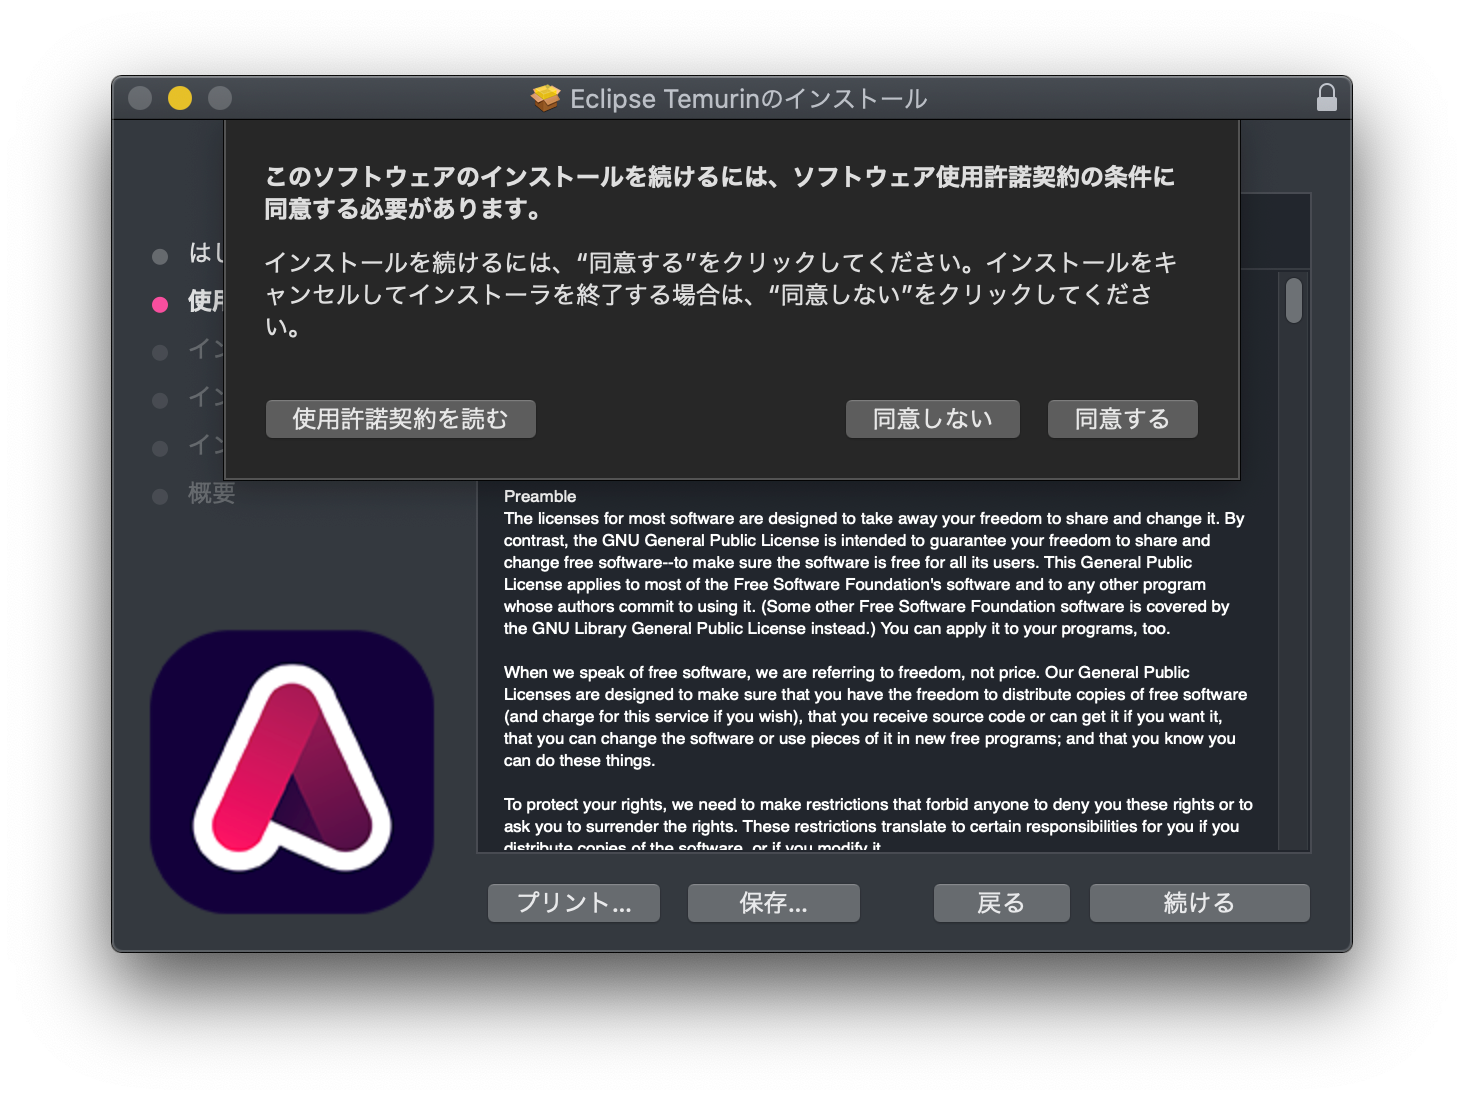 Eclipse Temurinのインストール
このソフトウェアのインストールを続けるには、ソフトウェア使用許諾契約の条件に
同意する必要があります。
インストールを続けるには、“同意する”をクリックしてください。インストールをキ
ャンセルしてインストーラを終了する場合は、“同意しない”をクリックしてくださ
い。
使用許諾契約を読む
同意しない
同意する
はじ
使用
イン
イン
イン
概要
Preamble
The licenses for most software are designed to take away your freedom to share and change it. By
contrast, the GNU General Public License is intended to guarantee your freedom to share and
change free software--to make sure the software is free for all its users. This General Public
License applies to most of the Free Software Foundation's software and to any other program
whose authors commit to using it. (Some other Free Software Foundation software is covered by
the GNU Library General Public License instead.) You can apply it to your programs, too.
When we speak of free software, we are referring to freedom, not price. Our General Public
Licenses are designed to make sure that you have the freedom to distribute copies of free software
(and charge for this service if you wish), that you receive source code or can get it if you want it,
that you can change the software or use pieces of it in new free programs; and that you know you
can do these things.
To protect your rights, we need to make restrictions that forbid anyone to deny you these rights or to
ask you to surrender the rights. These restrictions translate to certain responsibilities for you if you
distribute copies of the software, or if you modify it.
プリント...
保存...
戻る
続ける